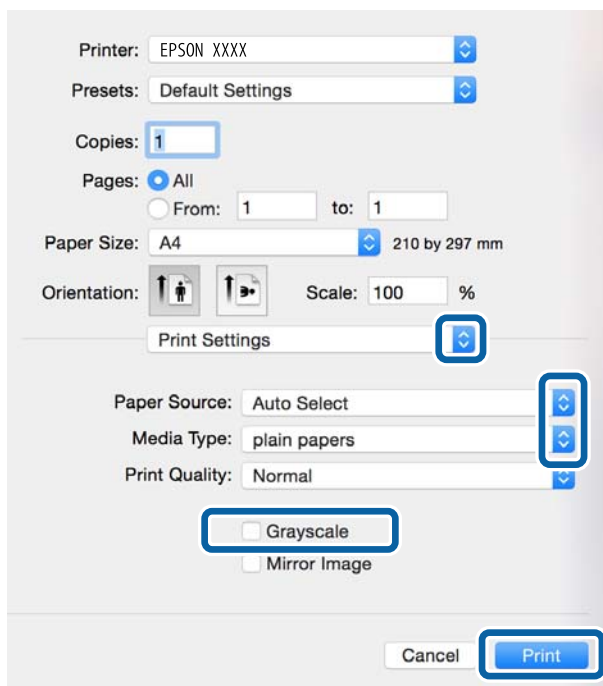 Printer: EPSON XXXX
Presets: Default Settings
Copies: 1
Pages: All
From: 1 to: 1
Paper Size: A4 210 by 297 mm
Orientation: Scale: 100 %
Print Settings
Paper Source: Auto Select
Media Type: plain papers
Print Quality: Normal
Grayscale
Mirror Image
Cancel Print